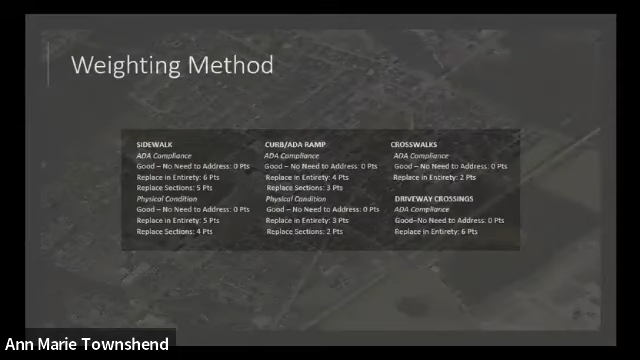 Weighting Method
SIDEWALK
ADA Compliance
Good – No Need to Address: 0 Pts
Replace in Entirety: 6 Pts
Replace Sections: 5 Pts
Physical Condition
Good – No Need to Address: 0 Pts
Replace in Entirety: 5 Pts
Replace Sections: 4 Pts
CURB/ADA RAMP
ADA Compliance
Good – No Need to Address: 0 Pts
Replace in Entirety: 4 Pts
Replace Sections: 3 Pts
Physical Condition
Good – No Need to Address: 0 Pts
Replace in Entirety: 3 Pts
Replace Sections: 2 Pts
CROSSWALKS
ADA Compliance
Good – No Need to Address: 0 Pts
Replace in Entirety: 2 Pts
DRIVEWAY CROSSINGS
ADA Compliance
Good–No Need to Address: 0 Pts
Replace in Entirety: 6 Pts
Ann Marie Townshend